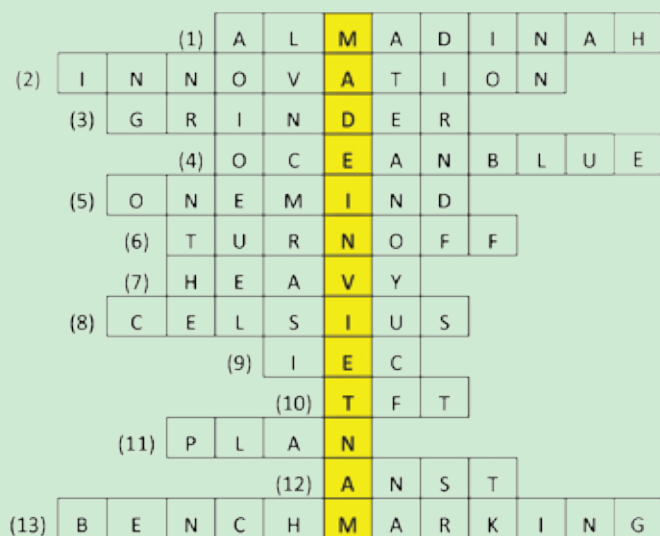 (1) A L M A D I N A H
(2) I N N O V A T I O N
(3) G R I N D E R
(4) O C E A N B L U E
(5) O N E M I N D
(6) T U R N O F F
(7) H E A V Y
(8) C E L S I U S
(9) I E C
(10) T F T
(11) P L A N
(12) A N S T
(13) B E N C H M A R K I N G